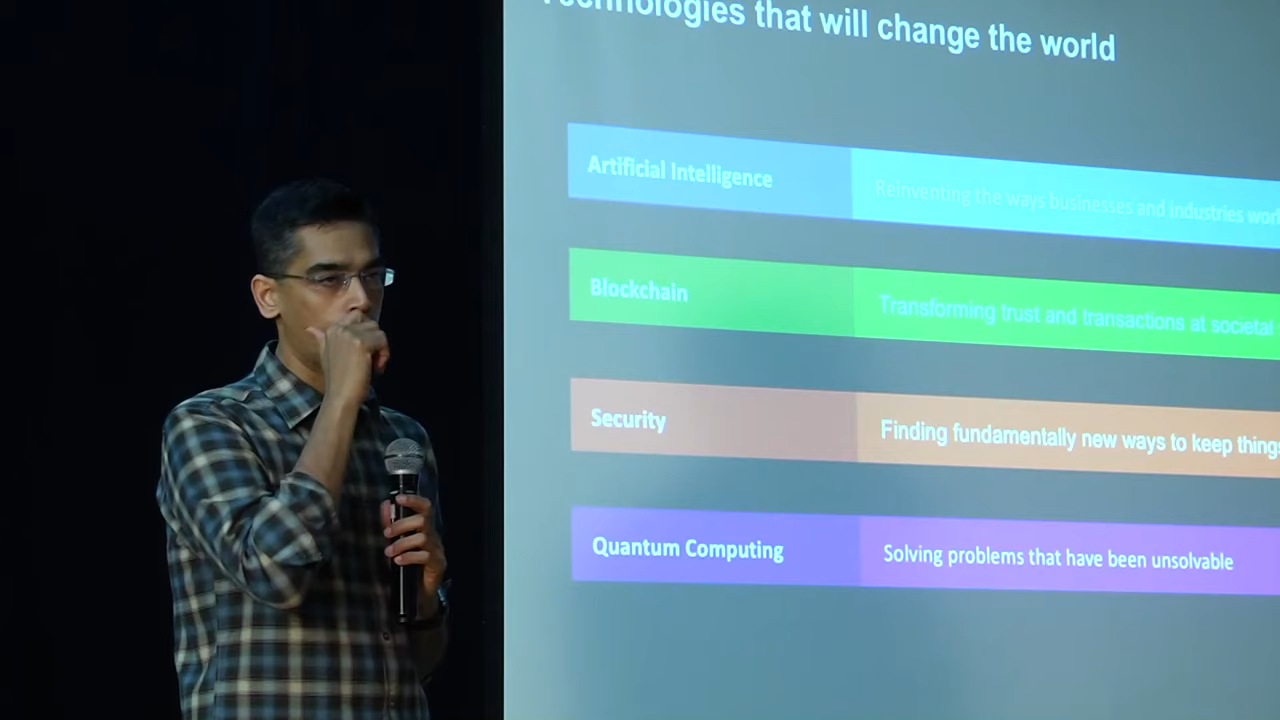 Technologies that will change the world
Artificial Intelligence
Reinventing the ways businesses and industries
Blockchain
Transforming trust and transactions at societal
Security
Finding fundamentally new ways to keep things
Quantum Computing
Solving problems that have been unsolvable